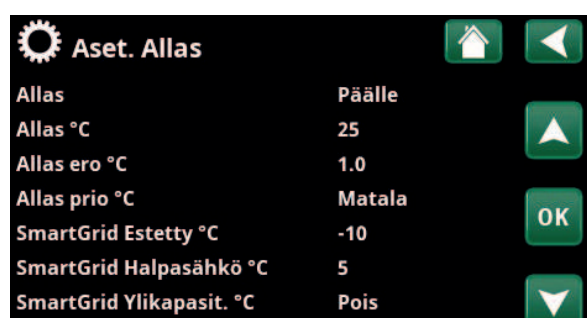 Aset. Allas
Allas Päälle
Allas °C 25
Allas ero °C 1.0
Allas prio °C Matala
OK
SmartGrid Estetty °C -10
SmartGrid Halpasähkö °C 5
SmartGrid Ylikapasit. °C Pois